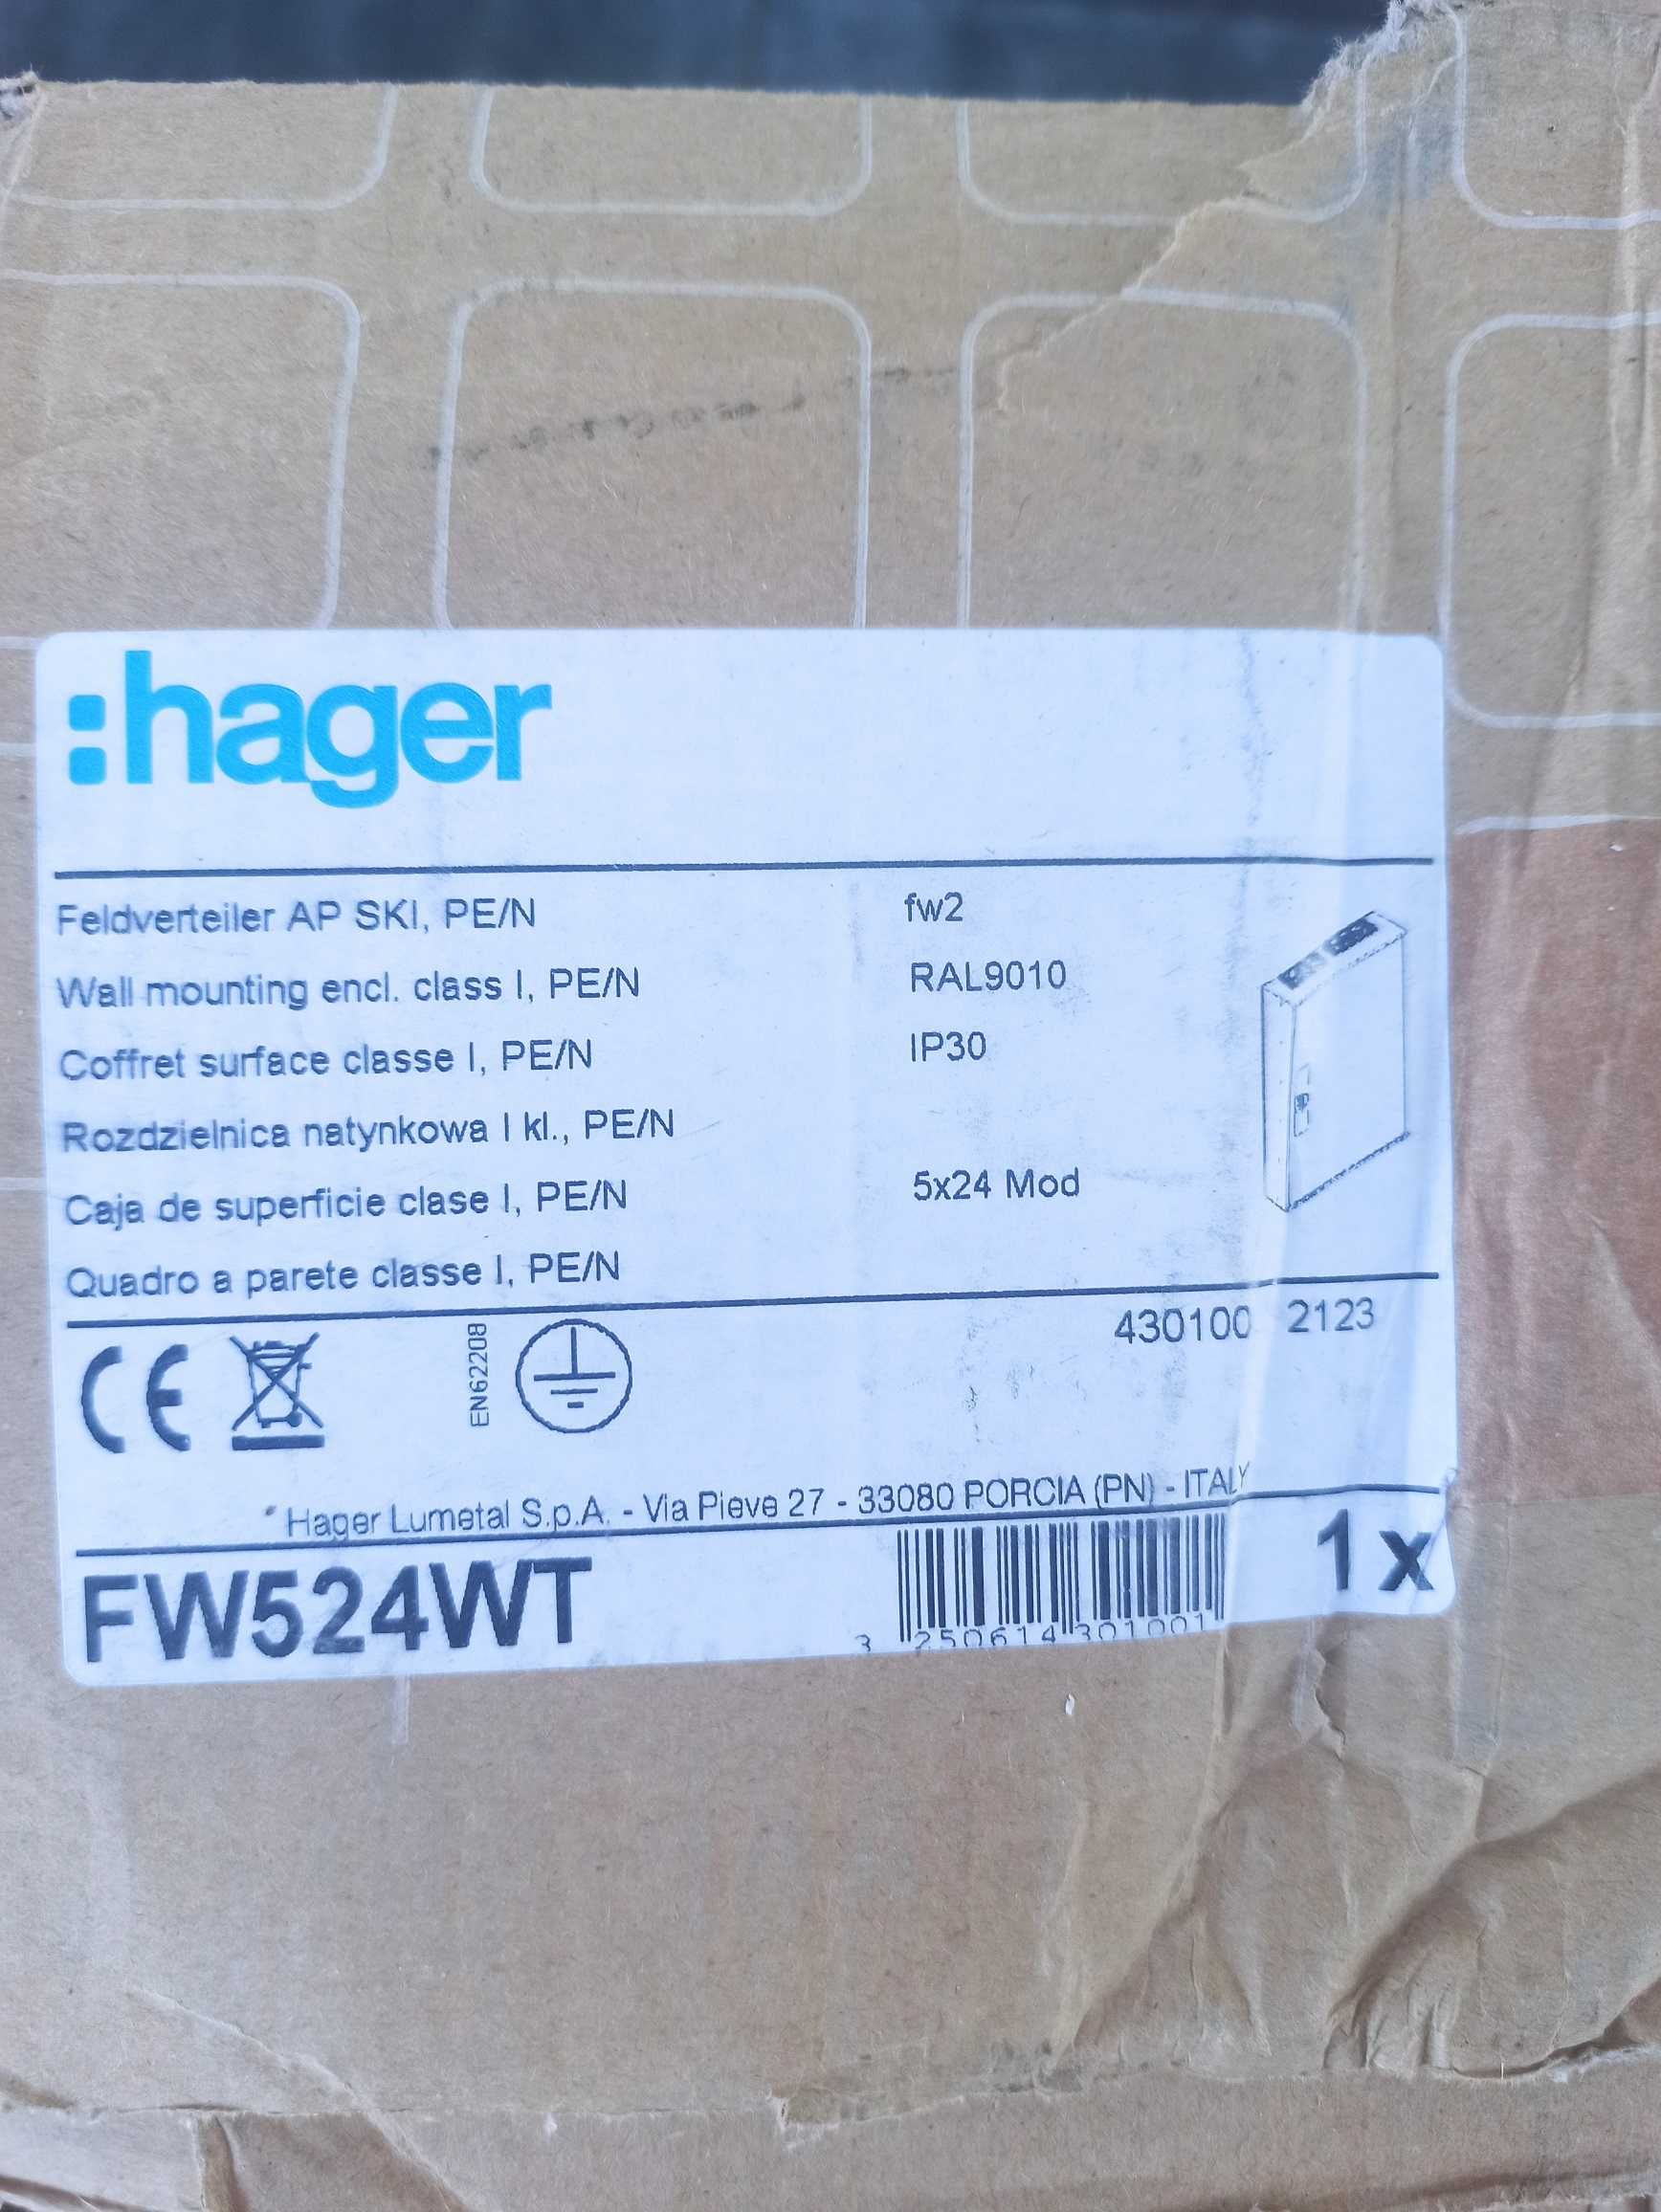 :hager
Feldverteiler AP SKI, PE/N
fw2
Wall mounting encl. class I, PE/N
RAL9010
Coffret surface classe I, PE/N
IP30
Rozdzielnica natynkowa I kl., PE/N
Caja de superficie clase I, PE/N
5x24 Mod
Quadro a parete classe I, PE/N
430100 2123
CE
EN62208
* Hager Lumetal S.p.A. - Via Pieve 27 - 33080 PORCIA (PN) - ITALY
FW524WT
3 250614 301001
1 x